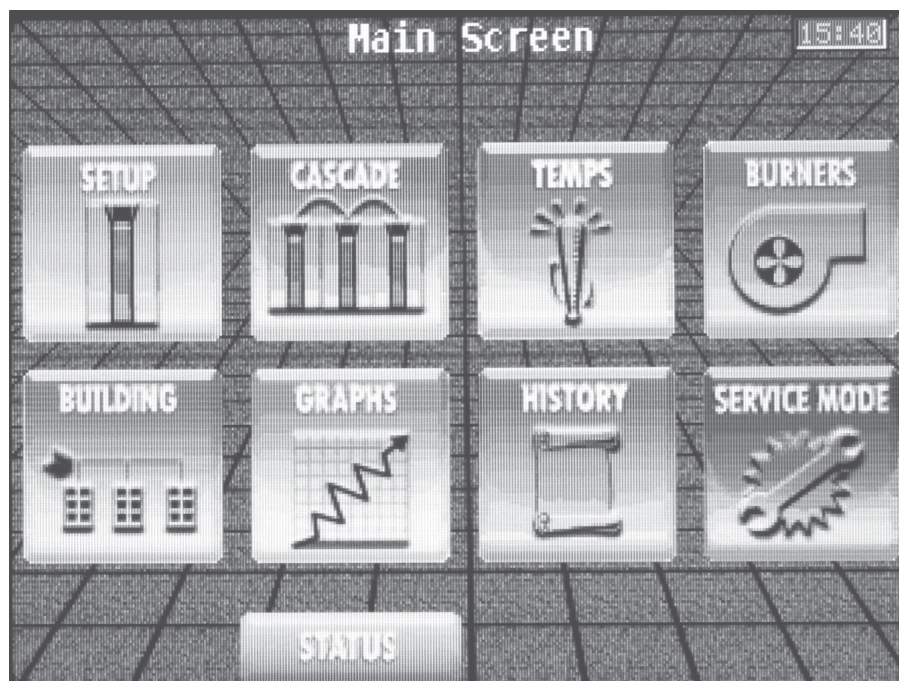 Main Screen
15:40
SETUP
CASCADE
TEMPS
BURNERS
BUILDING
GRAPHS
HISTORY
SERVICE MODE
STATUS